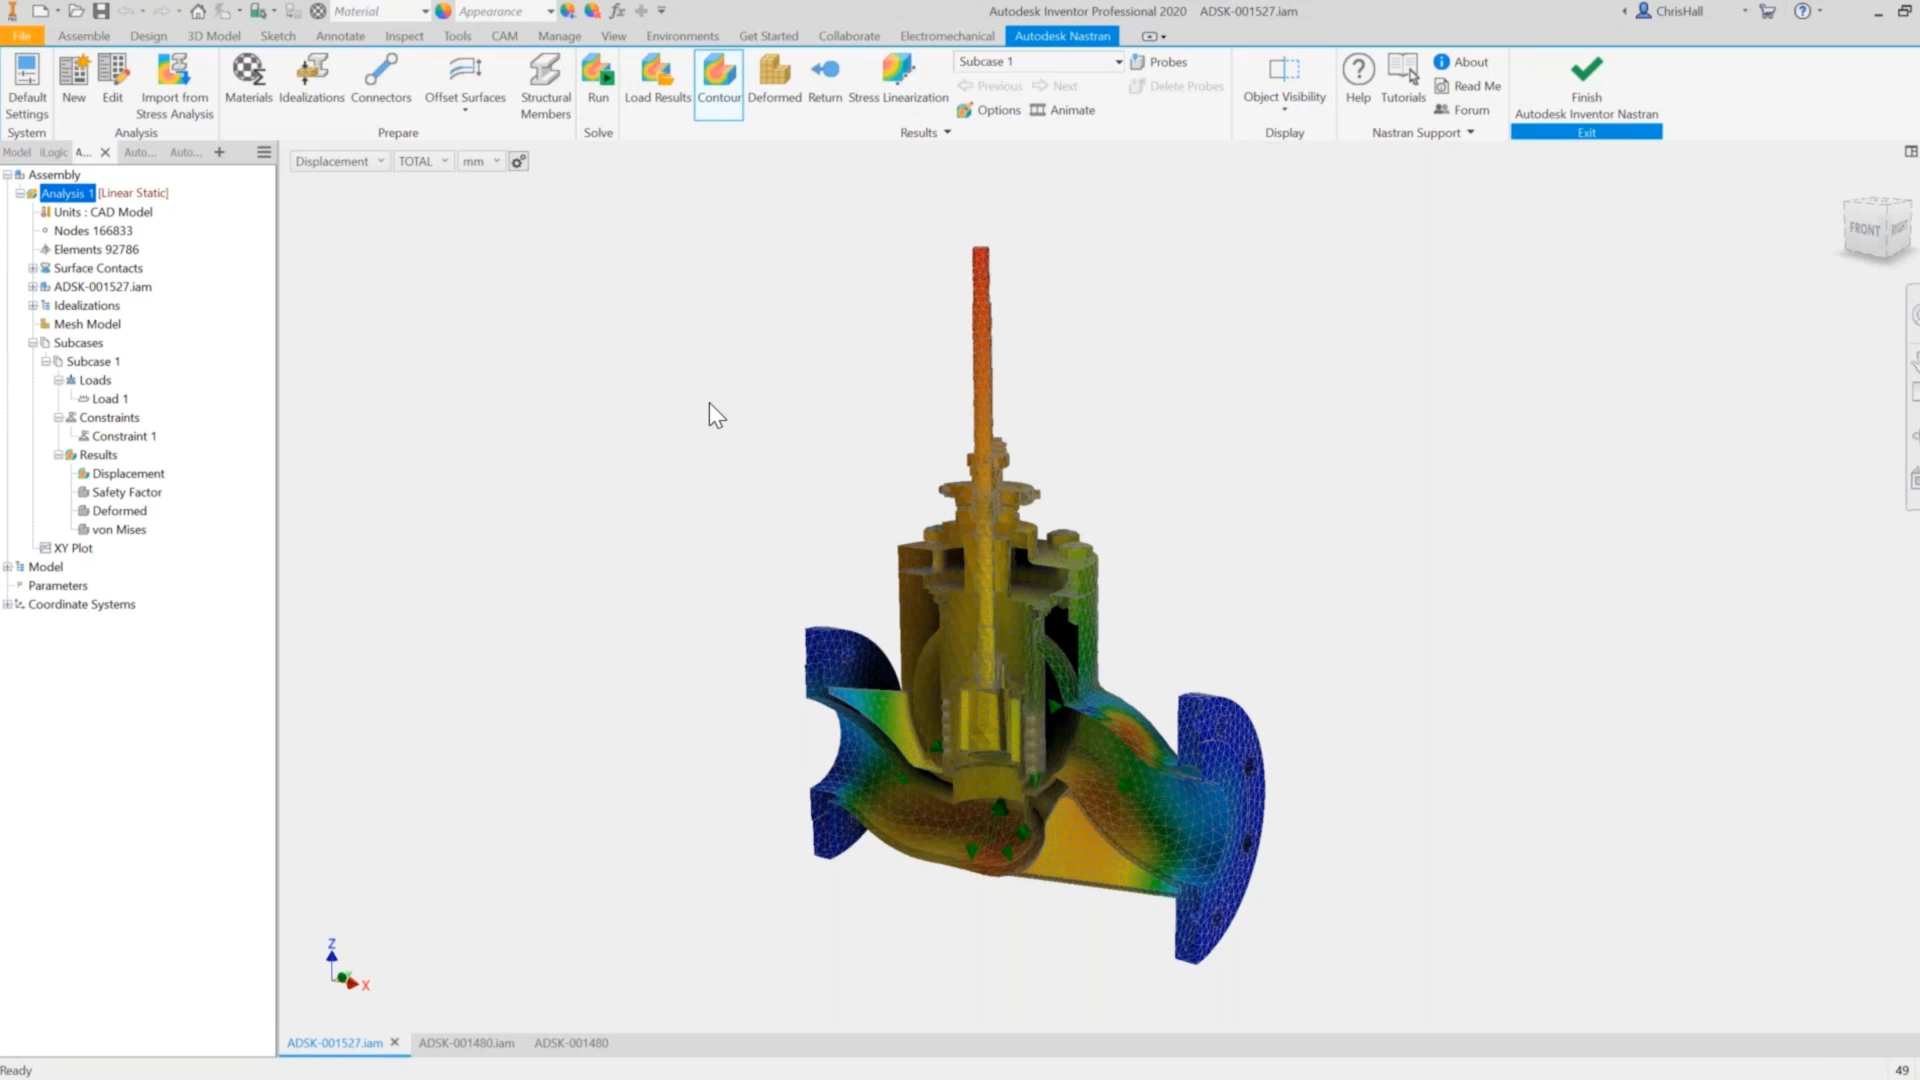 Material Appearance fx Autodesk Inventor Professional 2020 ADSK-001527.iam ChrisHall
File Assemble Design 3D Model Sketch Annotate Inspect Tools CAM Manage View Environments Get Started Collaborate Electromechanical Autodesk Nastran
Default Settings
New
Edit
Import from Stress Analysis
Materials
Idealizations
Connectors
Offset Surfaces
Structural Members
Run
Load Results
Contour
Deformed
Return
Stress Linearization
Subcase 1
Previous Next
Options Animate
Probes
Delete Probes
Object Visibility
Help
Tutorials
About
Read Me
Forum
Finish
Autodesk Inventor Nastran
System Analysis Prepare Solve Results Display Nastran Support Exit
Model iLogic A... Auto... Auto...
Displacement TOTAL mm
Assembly
Analysis 1 [Linear Static]
Units : CAD Model
Nodes 166833
Elements 92786
Surface Contacts
ADSK-001527.iam
Idealizations
Mesh Model
Subcases
Subcase 1
Loads
Load 1
Constraints
Constraint 1
Results
Displacement
Safety Factor
Deformed
von Mises
XY Plot
Model
Parameters
Coordinate Systems
FRONT RIGHT
Z
X
ADSK-001527.iam ADSK-001480.iam ADSK-001480
Ready 49